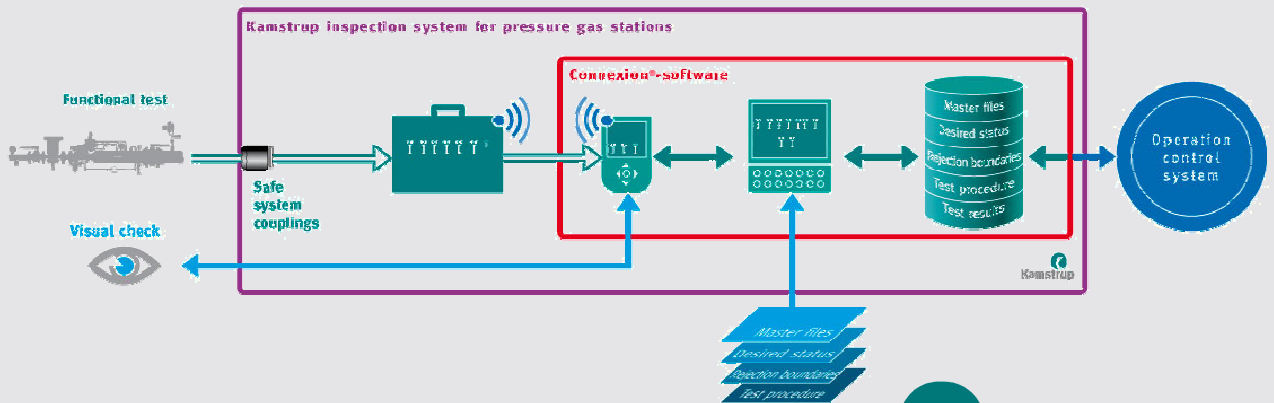 Kamstrup inspection system for pressure gas stations
Connexion®-software
Functional test
Safe
system
couplings
Visual check
Master files
Desired status
Rejection boundaries
Test procedure
Test results
Operation
control
system
Kamstrup
Master files
Desired status
Rejection boundaries
Test procedure